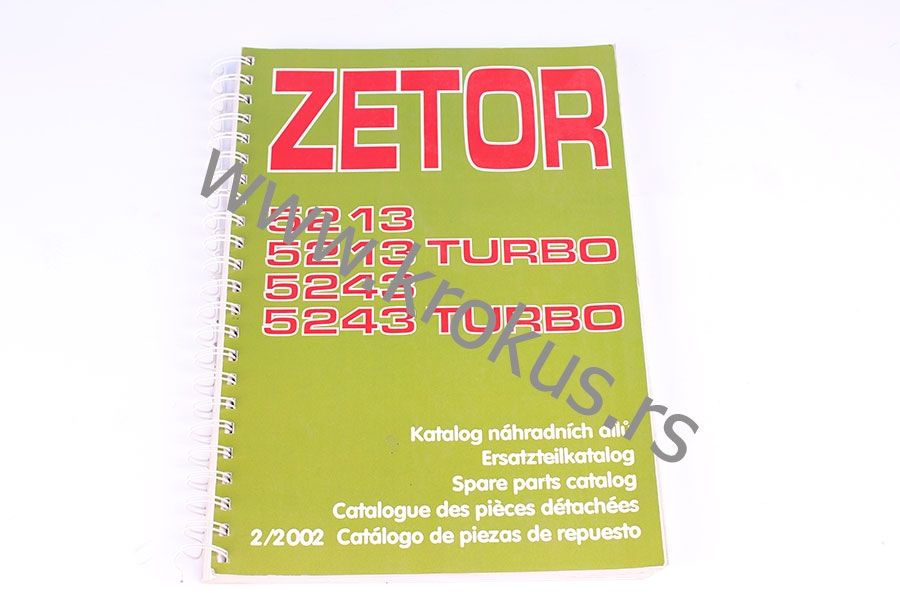 ZETOR
5213
5213 TURBO
5243
5243 TURBO
www.krokus.rs
Katalog náhradních dílů
Ersatzteilkatalog
Spare parts catalog
Catalogue des pièces détachées
2/2002 Catálogo de piezas de repuesto